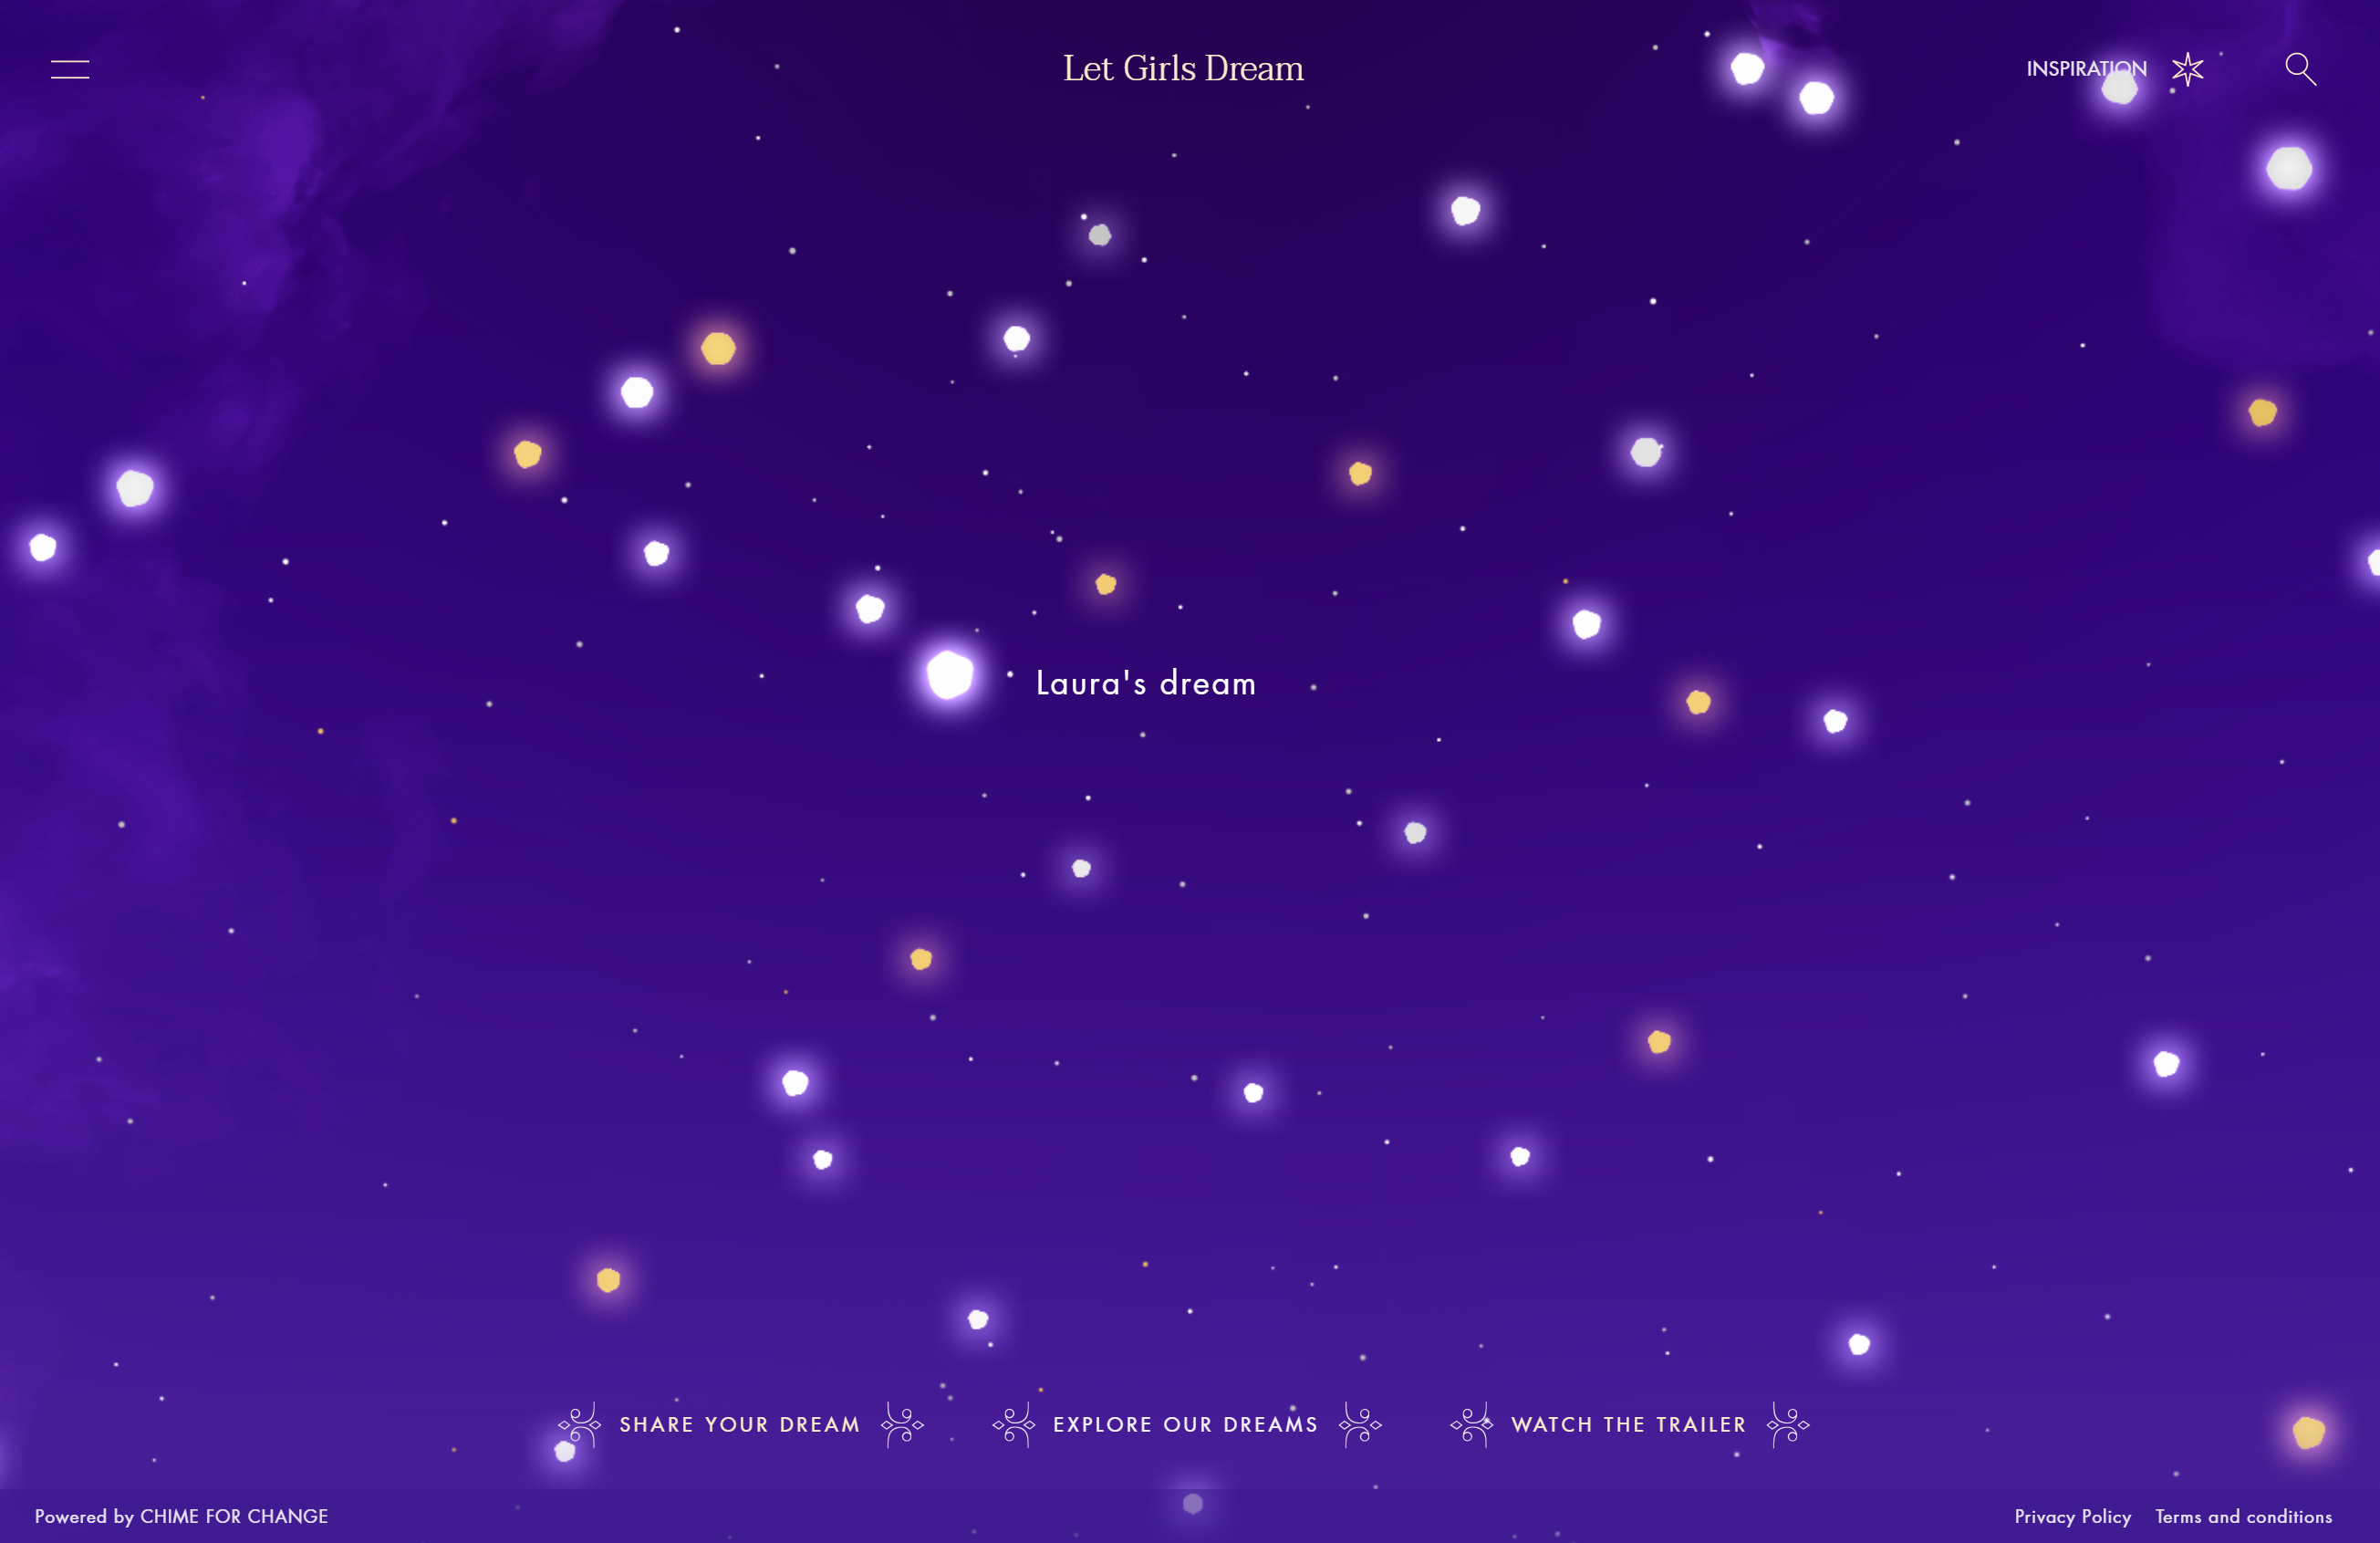 Let Girls Dream
INSPIRATION
Laura's dream
SHARE YOUR DREAM
EXPLORE OUR DREAMS
WATCH THE TRAILER
Powered by CHIME FOR CHANGE
Privacy Policy
Terms and conditions